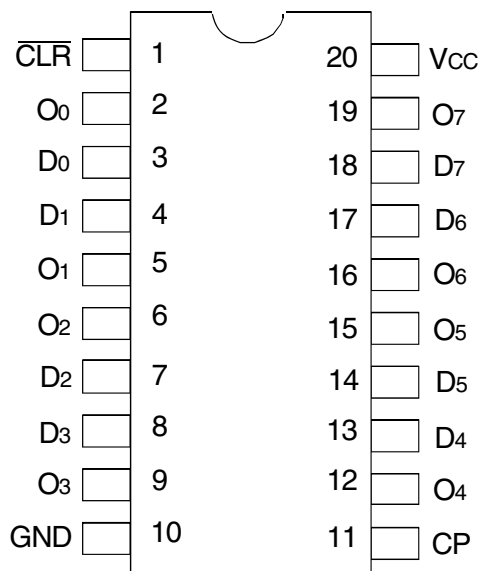 C̅L̅R̅ 1 20 VCC
O0 2 19 O7
D0 3 18 D7
D1 4 17 D6
O1 5 16 O6
O2 6 15 O5
D2 7 14 D5
D3 8 13 D4
O3 9 12 O4
GND 10 11 CP